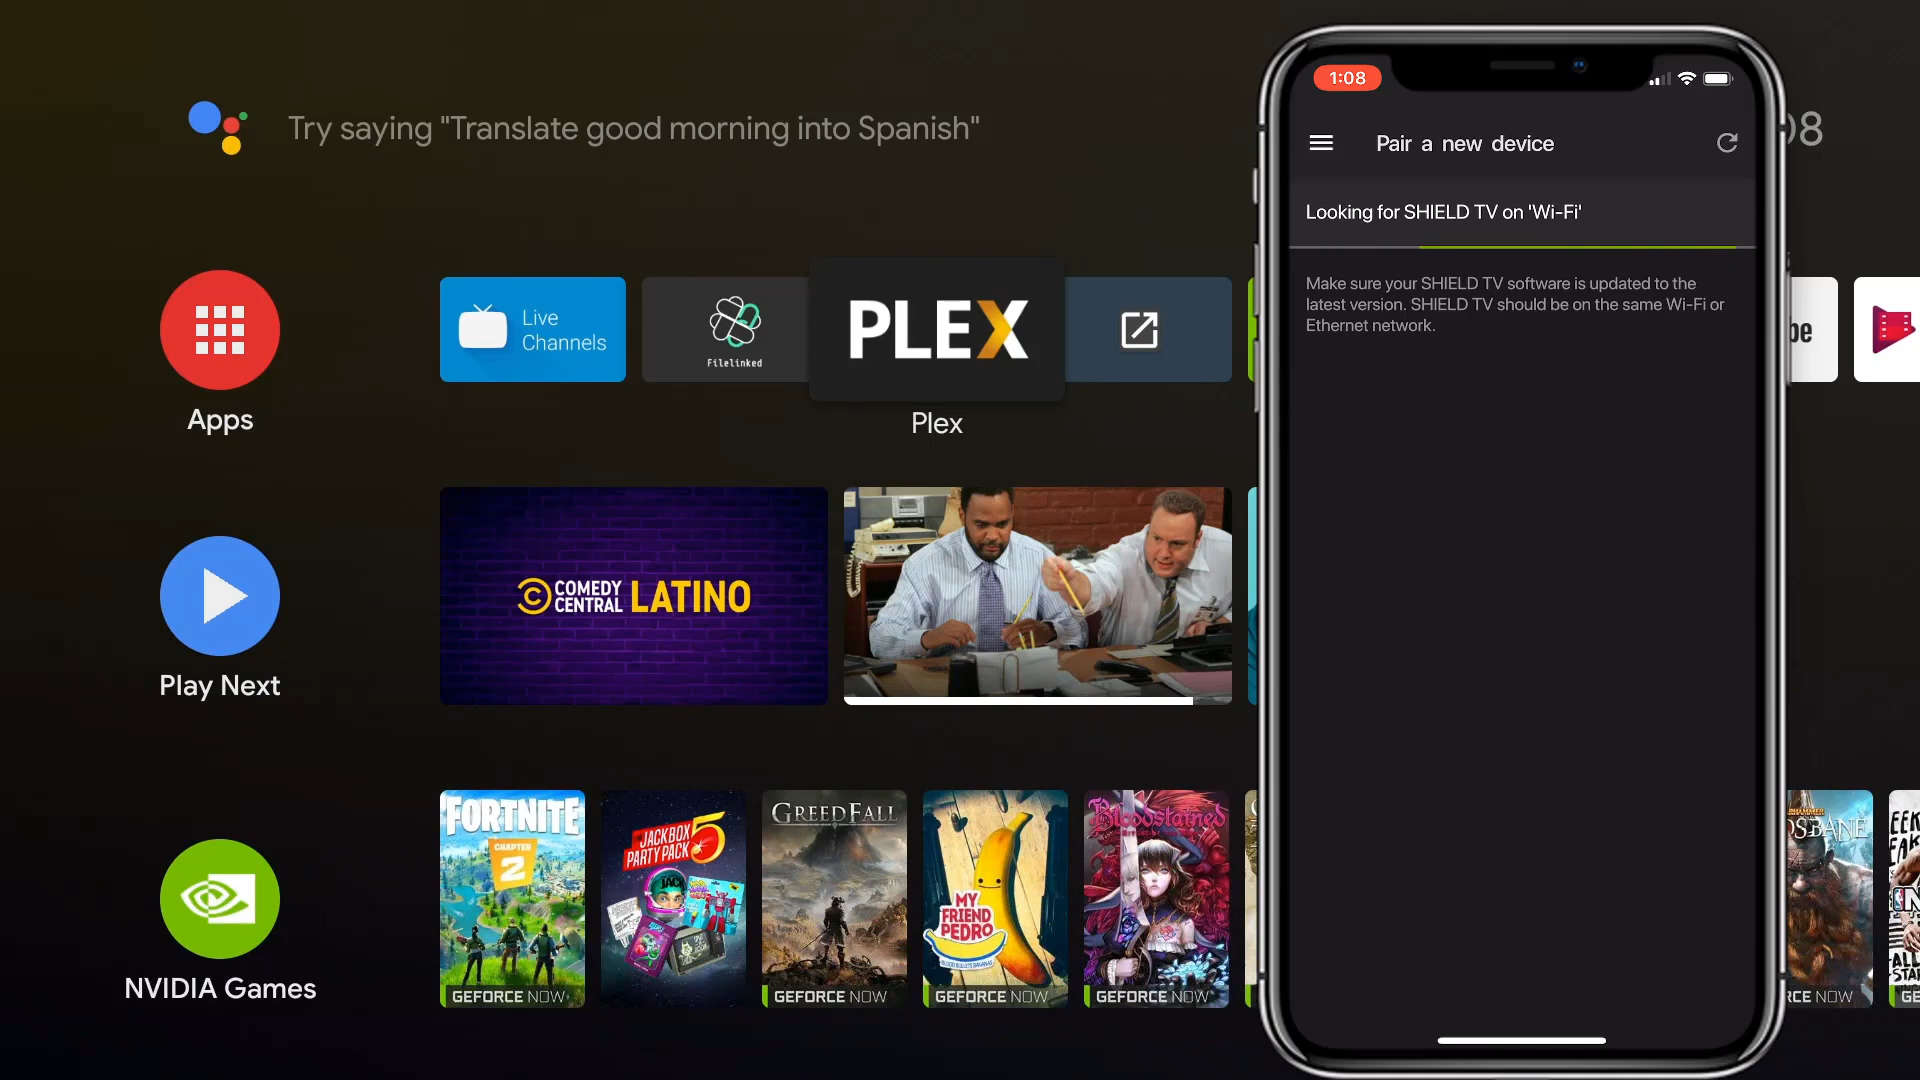 Try saying "Translate good morning into Spanish"
Apps
Live
Channels
Filelinked
PLEX
Plex
Play Next
COMEDY
CENTRAL
LATINO
NVIDIA Games
FORTNITE
CHAPTER
2
GEFORCE NOW
JACKBOX
PARTY PACK 5
GREEDFALL
GEFORCE NOW
MY
FRIEND
PEDRO
BLOOD BULLETS BANANAS
GEFORCE NOW
Bloodstained
GEFORCE NOW
1:08
Pair a new device
Looking for SHIELD TV on 'Wi-Fi'
Make sure your SHIELD TV software is updated to the
latest version. SHIELD TV should be on the same Wi-Fi or
Ethernet network.